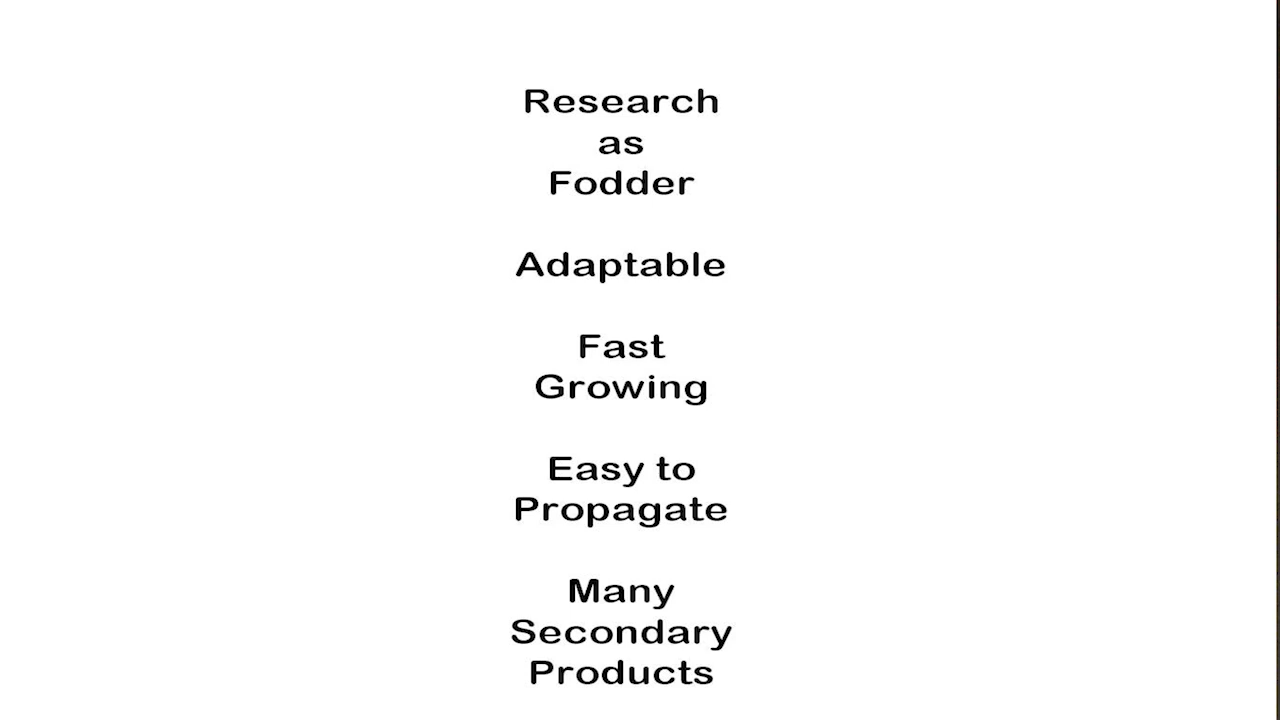 Research
as
Fodder
Adaptable
Fast
Growing
Easy to
Propagate
Many
Secondary
Products